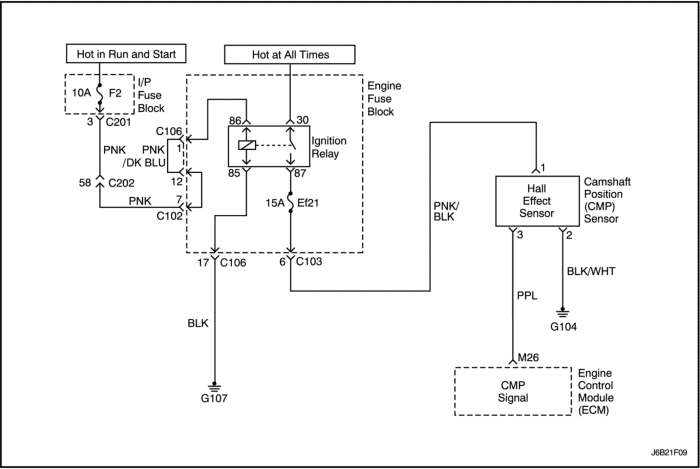 Hot in Run and Start
Hot at All Times
10A F2
I/P
Fuse
Block
3 C201
PNK
58 C202
PNK
C106
1
PNK
/DK BLU
12
7
C102
86
30
Ignition
Relay
85
87
15A Ef21
Engine
Fuse
Block
17 C106
6 C103
BLK
G107
PNK/
BLK
1
Hall
Effect
Sensor
Camshaft
Position
(CMP)
Sensor
3
2
BLK/WHT
G104
PPL
M26
CMP
Signal
Engine
Control
Module
(ECM)
J6B21F09